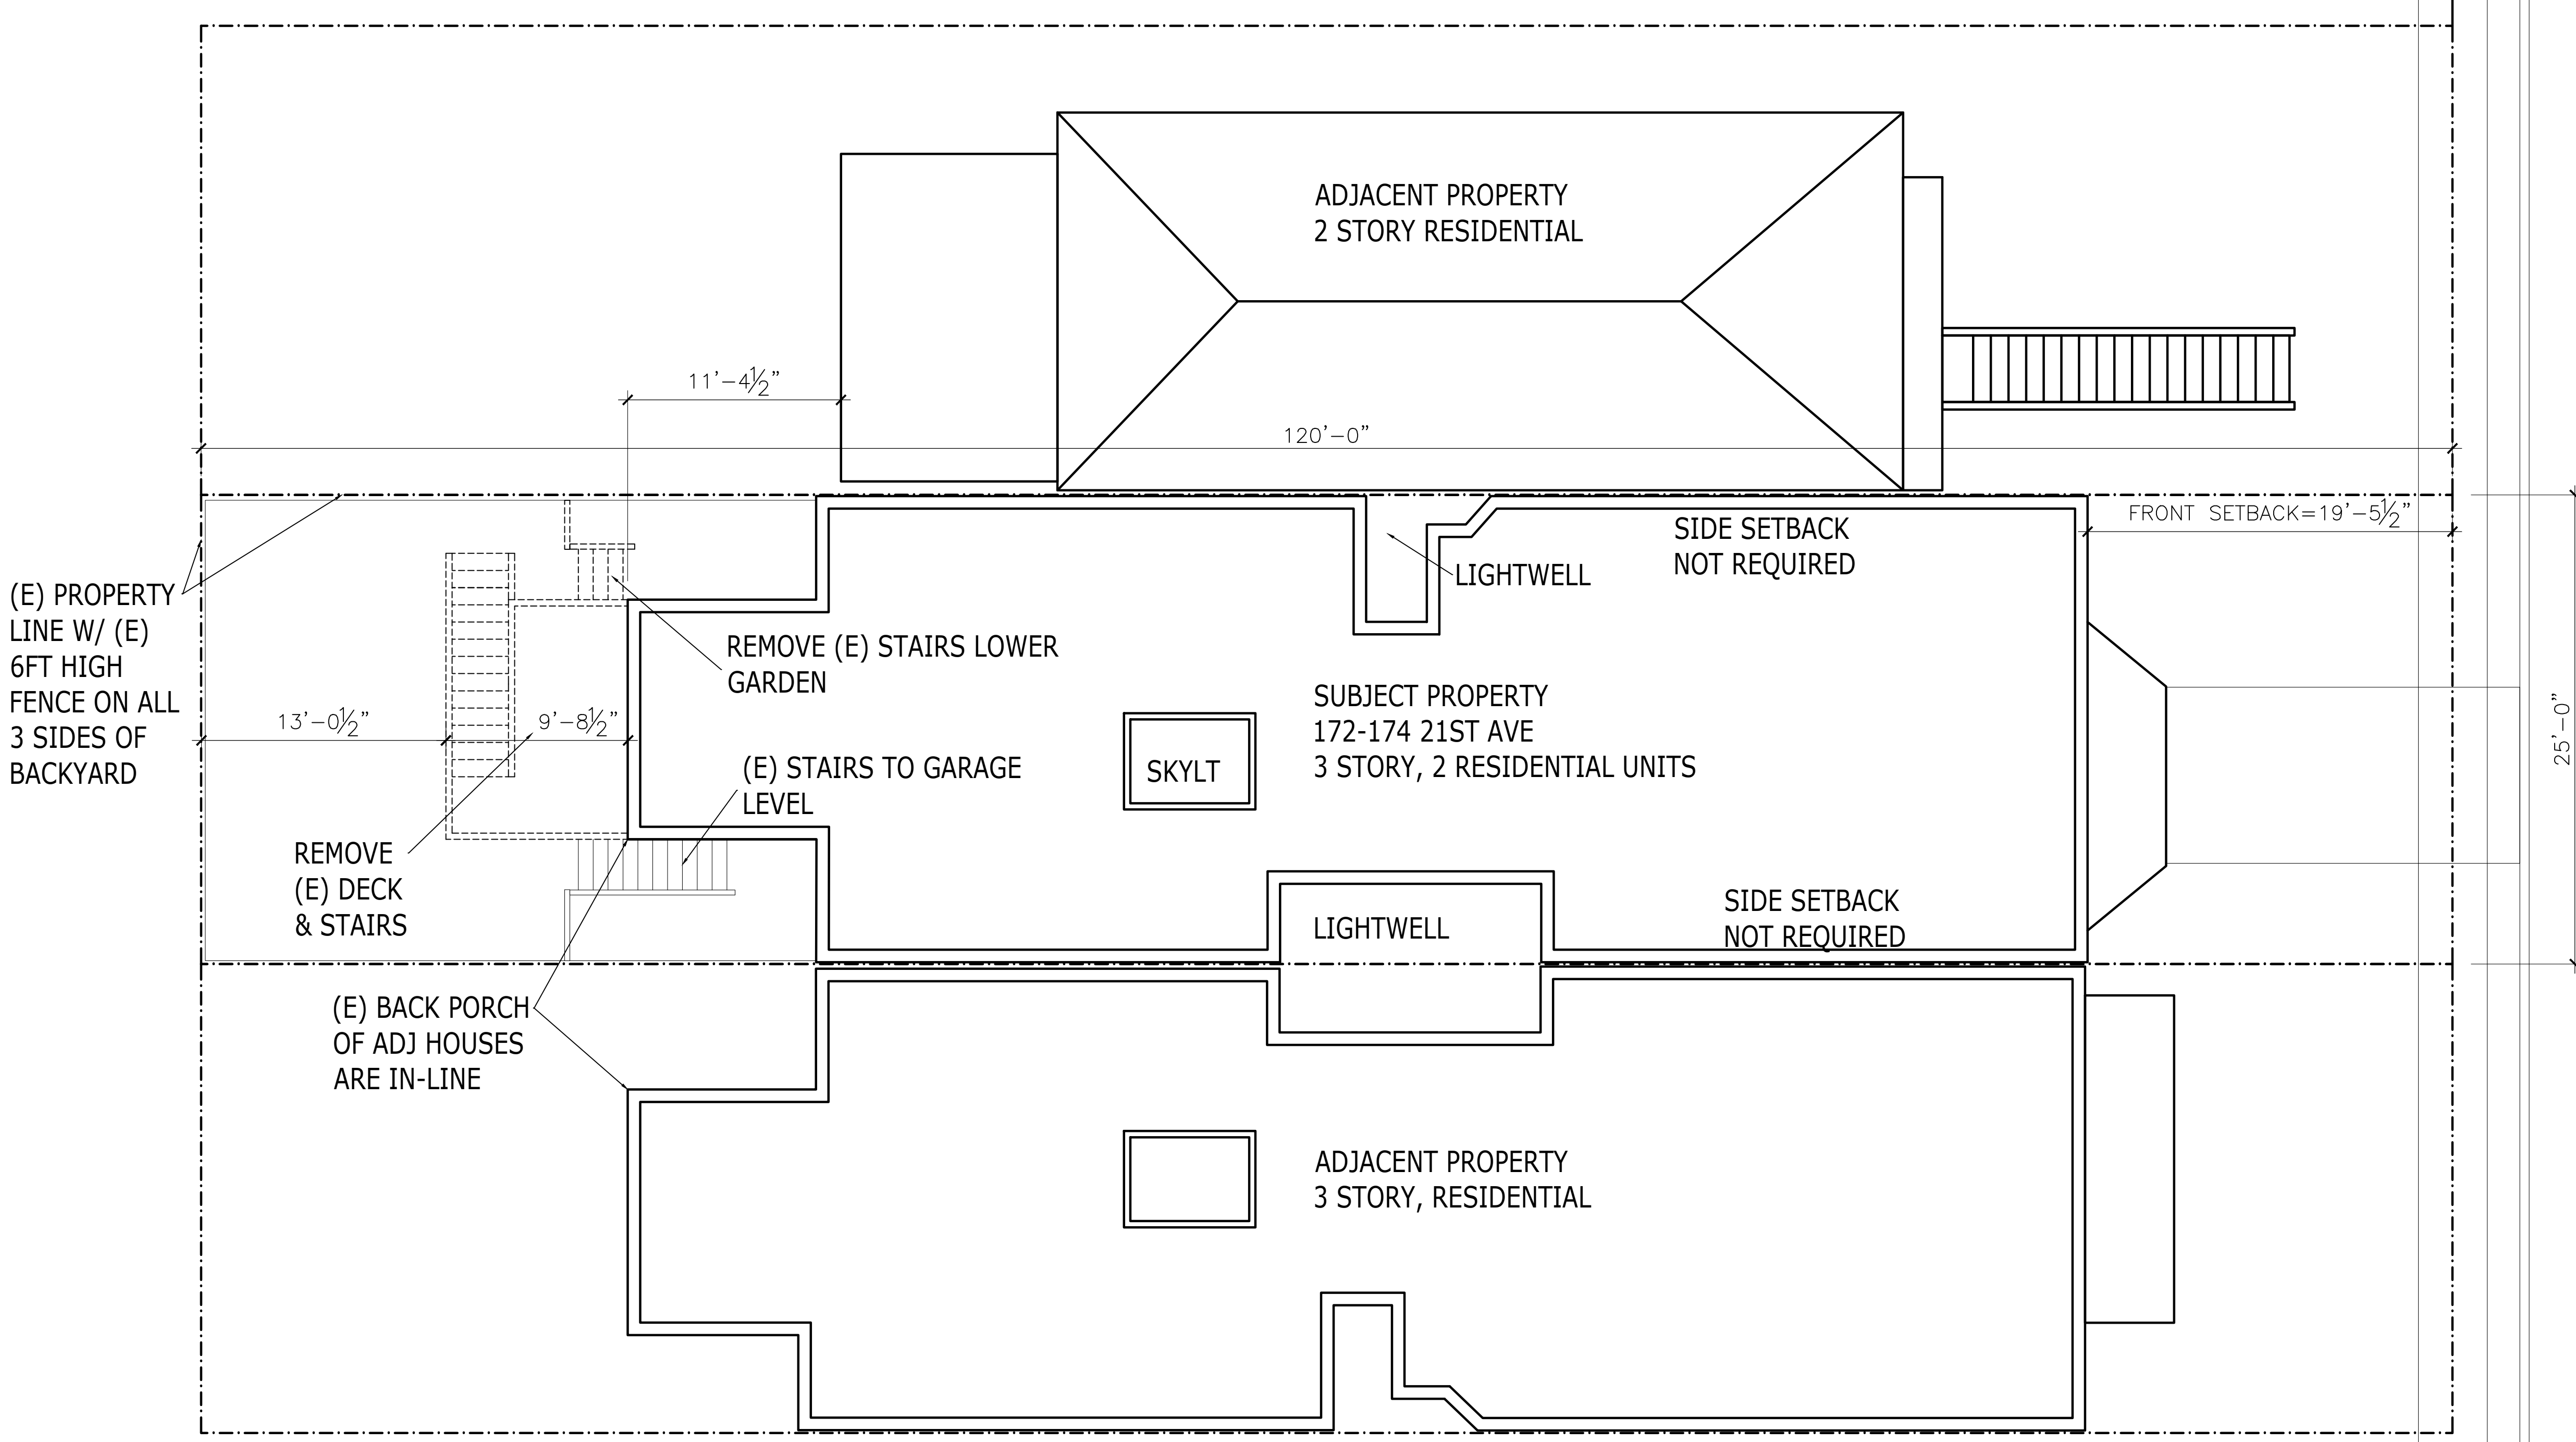 ADJACENT PROPERTY
2 STORY RESIDENTIAL
11'-4½"
120'-0"
FRONT SETBACK=19'-5½"
SIDE SETBACK
NOT REQUIRED
LIGHTWELL
(E) PROPERTY
LINE W/ (E)
6FT HIGH
FENCE ON ALL
3 SIDES OF
BACKYARD
REMOVE (E) STAIRS LOWER
GARDEN
13'-0½"
9'-8½"
SUBJECT PROPERTY
172-174 21ST AVE
3 STORY, 2 RESIDENTIAL UNITS
25'-0"
SKYLT
(E) STAIRS TO GARAGE
LEVEL
REMOVE
(E) DECK
& STAIRS
LIGHTWELL
SIDE SETBACK
NOT REQUIRED
(E) BACK PORCH
OF ADJ HOUSES
ARE IN-LINE
ADJACENT PROPERTY
3 STORY, RESIDENTIAL